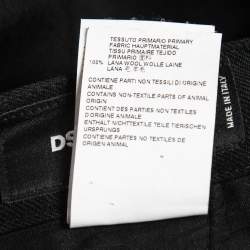 TESSUTO PRIMARIO PRIMARY
FABRIC HAUPTMATERIAL
TISSU PRIMAIRE TEJIDO
PRIMARIO
100% LANA WOOL WOLLE LAINE
LANA
CONTIENE PARTI NON TESSILI DI ORIGINE
ANIMALE
CONTAINS NON-TEXTILE PARTS OF ANIMAL
ORIGIN
CONTIENT DES PARTIES NON TEXTILES
D'ORIGINE ANIMALE
ENTHALT NICHTTEXTILE TEILE TIERISCHEN
URSPRUNGS
CONTIENE PARTES NO TEXTILES DE
ORIGEN ANIMAL
DS
MADE IN ITALY